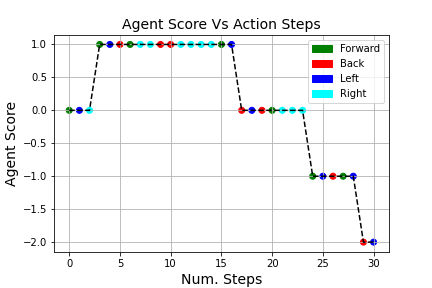 Agent Score Vs Action Steps
Agent Score
1.0
0.5
0.0
−0.5
−1.0
−1.5
−2.0
Forward
Back
Left
Right
0 5 10 15 20 25 30
Num. Steps